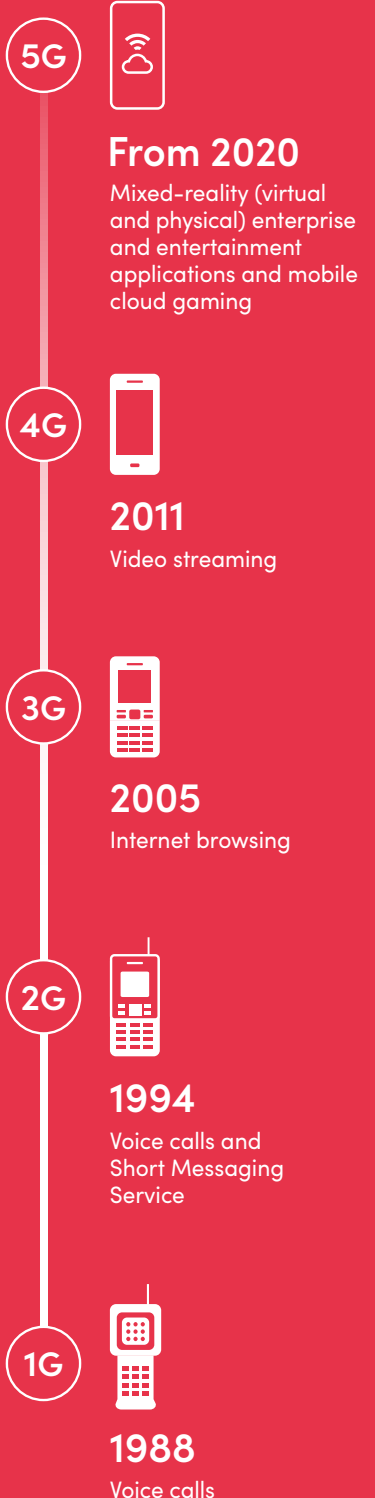 5G
From 2020
Mixed-reality (virtual
and physical) enterprise
and entertainment
applications and mobile
cloud gaming
4G
2011
Video streaming
3G
2005
Internet browsing
2G
1994
Voice calls and
Short Messaging
Service
1G
1988
Voice calls